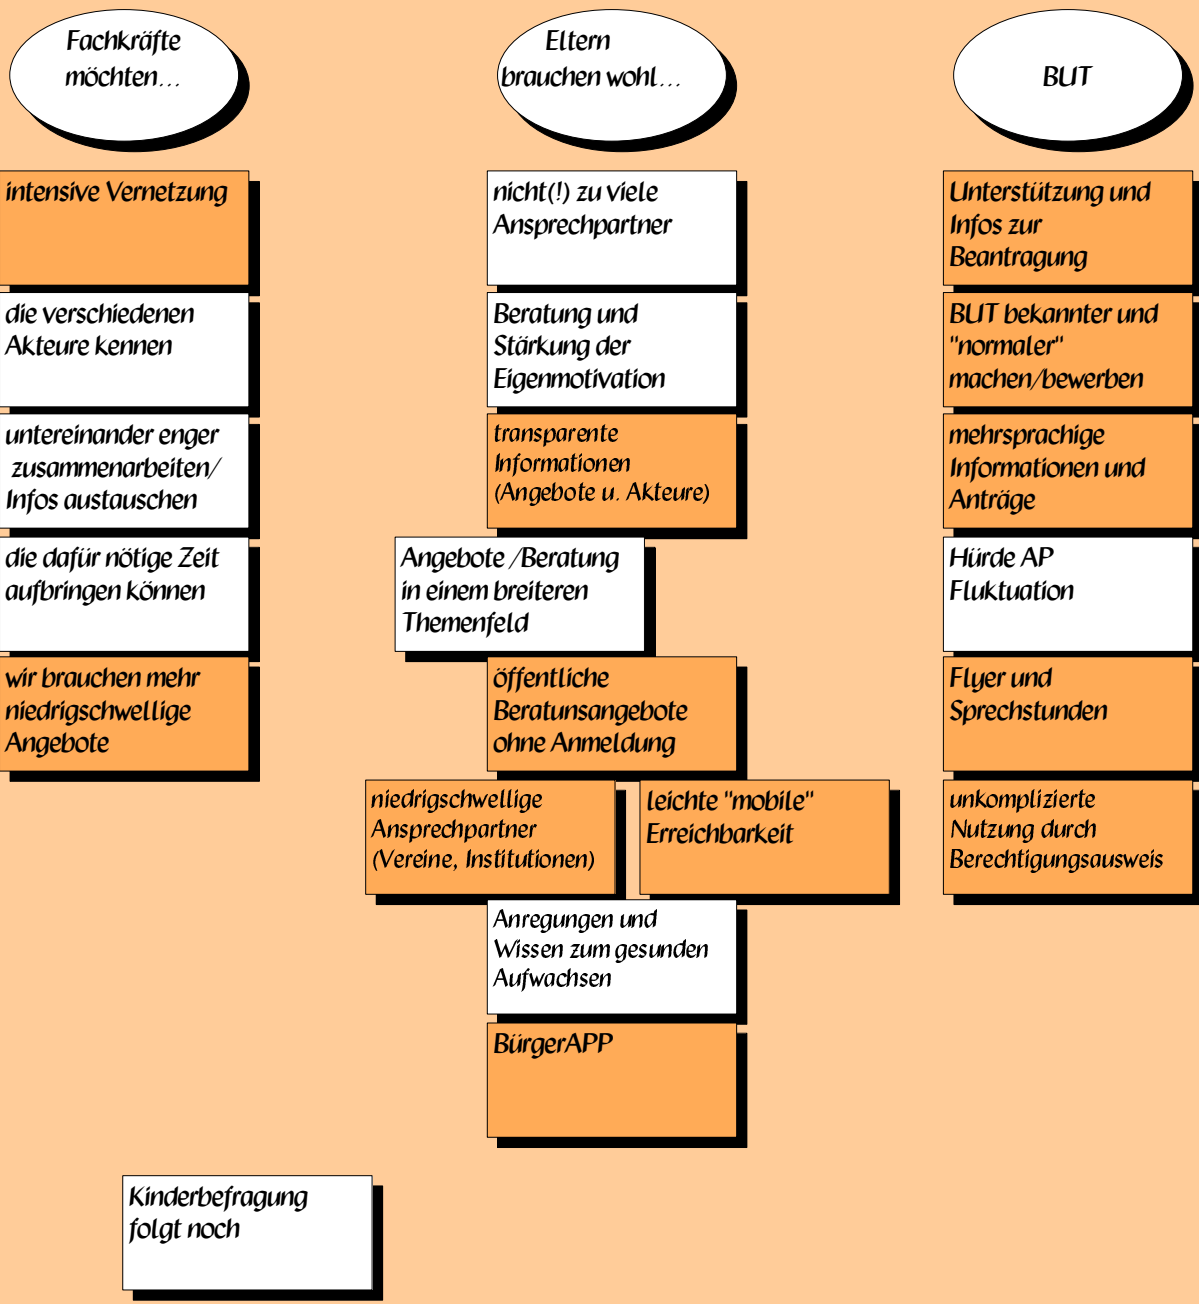 Fachkräfte
möchten...
intensive Vernetzung
die verschiedenen
Akteure kennen
untereinander enger
zusammenarbeiten/
Infos austauschen
die dafür nötige Zeit
aufbringen können
wir brauchen mehr
niedrigschwellige
Angebote
Eltern
brauchen wohl...
nicht(!) zu viele
Ansprechpartner
Beratung und
Stärkung der
Eigenmotivation
transparente
Informationen
(Angebote u. Akteure)
Angebote /Beratung
in einem breiteren
Themenfeld
öffentliche
Beratunsangebote
ohne Anmeldung
niedrigschwellige
Ansprechpartner
(Vereine, Institutionen)
leichte "mobile"
Erreichbarkeit
Anregungen und
Wissen zum gesunden
Aufwachsen
BürgerAPP
BUT
Unterstützung und
Infos zur
Beantragung
BUT bekannter und
"normaler"
machen/bewerben
mehrsprachige
Informationen und
Anträge
Hürde AP
Fluktuation
Flyer und
Sprechstunden
unkomplizierte
Nutzung durch
Berechtigungsausweis
Kinderbefragung
folgt noch